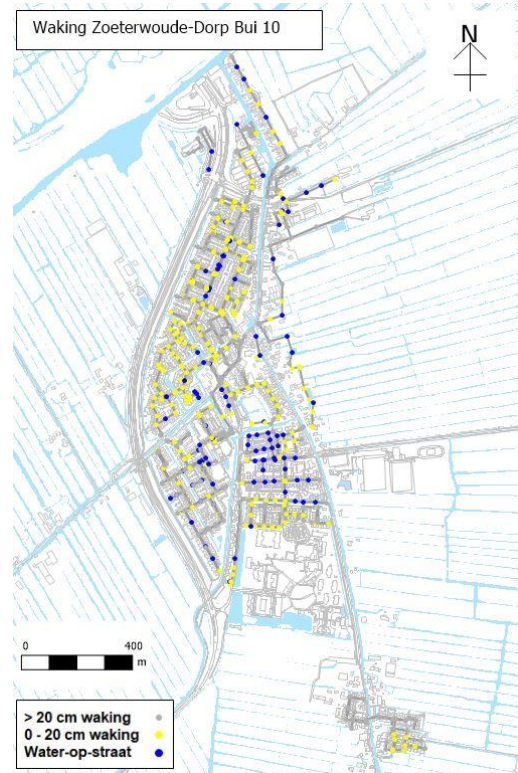 Waking Zoeterwoude-Dorp Bui 10
N
0 400
m
> 20 cm waking
0 - 20 cm waking
Water-op-straat